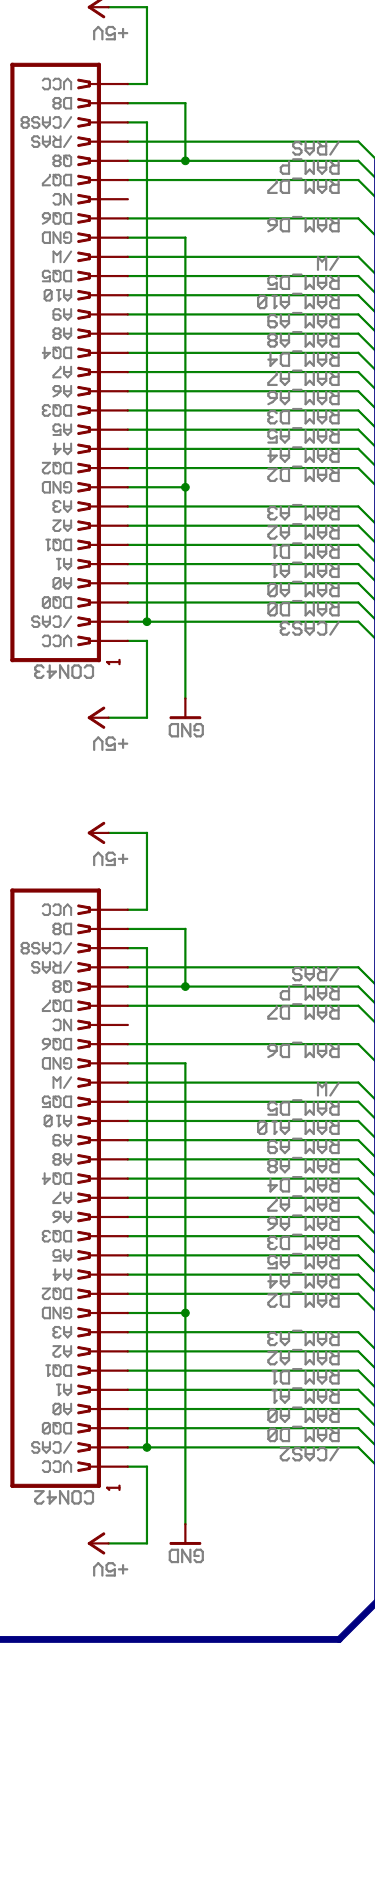 +5V
VCC
D8
/CAS8
/RAS /RAS
Q8 RAM_P
DQ7 RAM_D7
NC
DQ6 RAM_D6
GND
/W /W
DQ5 RAM_D5
A10 RAM_A10
A9 RAM_A9
A8 RAM_A8
DQ4 RAM_D4
A7 RAM_A7
A6 RAM_A6
DQ3 RAM_D3
A5 RAM_A5
A4 RAM_A4
DQ2 RAM_D2
GND
A3 RAM_A3
A2 RAM_A2
DQ1 RAM_D1
A1 RAM_A1
A0 RAM_A0
DQ0 RAM_D0
/CAS /CAS3
VCC
CON43 1
GND
+5V
+5V
VCC
D8
/CAS8
/RAS /RAS
Q8 RAM_P
DQ7 RAM_D7
NC
DQ6 RAM_D6
GND
/W /W
DQ5 RAM_D5
A10 RAM_A10
A9 RAM_A9
A8 RAM_A8
DQ4 RAM_D4
A7 RAM_A7
A6 RAM_A6
DQ3 RAM_D3
A5 RAM_A5
A4 RAM_A4
DQ2 RAM_D2
GND
A3 RAM_A3
A2 RAM_A2
DQ1 RAM_D1
A1 RAM_A1
A0 RAM_A0
DQ0 RAM_D0
/CAS /CAS2
VCC
CON42 1
GND
+5V